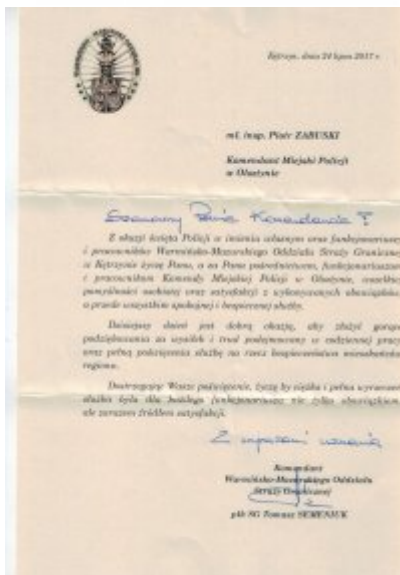 Kętrzyn, dnia 24 lipca 2017 r.
mł. insp. Piotr ZABUSKI
Komendant Miejski Policji
w Olsztynie
Szanowny Panie Komendancie!
Z okazji święta Policji w imieniu własnym oraz funkcjonariuszy
i pracowników Warmińsko-Mazurskiego Oddziału Straży Granicznej
w Kętrzynie życzę Panu, a za Pana pośrednictwem, funkcjonariuszom
i pracownikom Komendy Miejskiej Policji w Olsztynie, wszelkiej
pomyślności osobistej oraz satysfakcji z wykonywanych obowiązków,
a przede wszystkim spokojnej i bezpiecznej służby.
Dzisiejszy dzień jest dobrą okazją, aby złożyć gorące
podziękowania za wysiłek i trud podejmowany w codziennej pracy
oraz pełną poświęcenia służbę na rzecz bezpieczeństwa mieszkańców
regionu.
Dostrzegając Wasze poświęcenie, życzę by ciężka i pełna wyrzeczeń
służba była dla każdego funkcjonariusza nie tylko obowiązkiem,
ale zarazem źródłem satysfakcji.
Z wyrazami uznania
Komendant
Warmińsko-Mazurskiego Oddziału
Straży Granicznej
płk SG Tomasz SEMENIUK